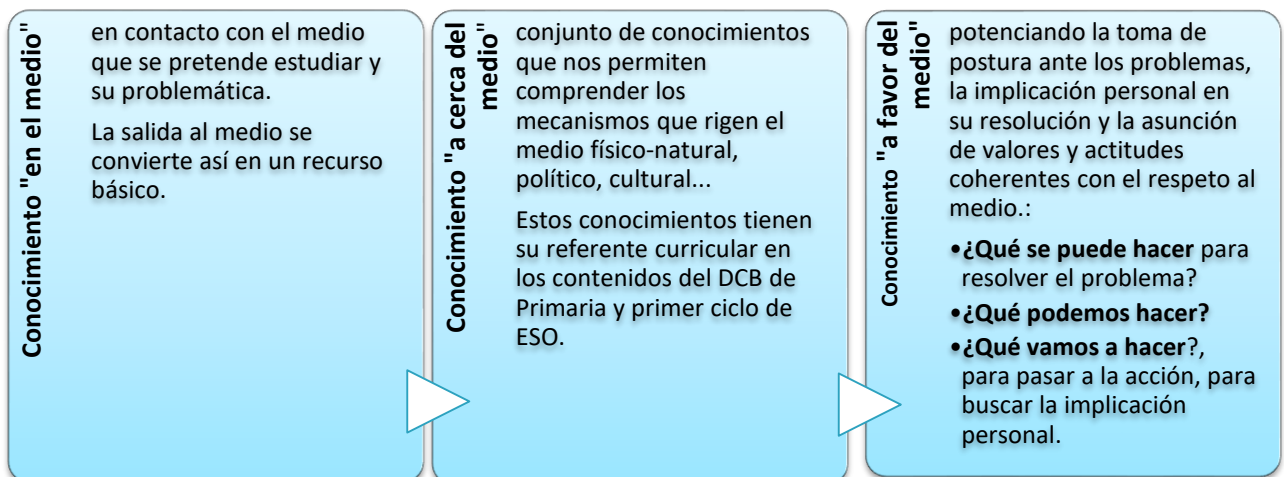 Conocimiento "en el medio"
en contacto con el medio
que se pretende estudiar y
su problemática.
La salida al medio se
convierte así en un recurso
básico.
Conocimiento "a cerca del
medio"
conjunto de conocimientos
que nos permiten
comprender los
mecanismos que rigen el
medio físico-natural,
político, cultural...
Estos conocimientos tienen
su referente curricular en
los contenidos del DCB de
Primaria y primer ciclo de
ESO.
Conocimiento "a favor del
medio"
potenciando la toma de
postura ante los problemas,
la implicación personal en
su resolución y la asunción
de valores y actitudes
coherentes con el respeto al
medio.:
•¿Qué se puede hacer para
resolver el problema?
•¿Qué podemos hacer?
•¿Qué vamos a hacer?,
para pasar a la acción, para
buscar la implicación
personal.